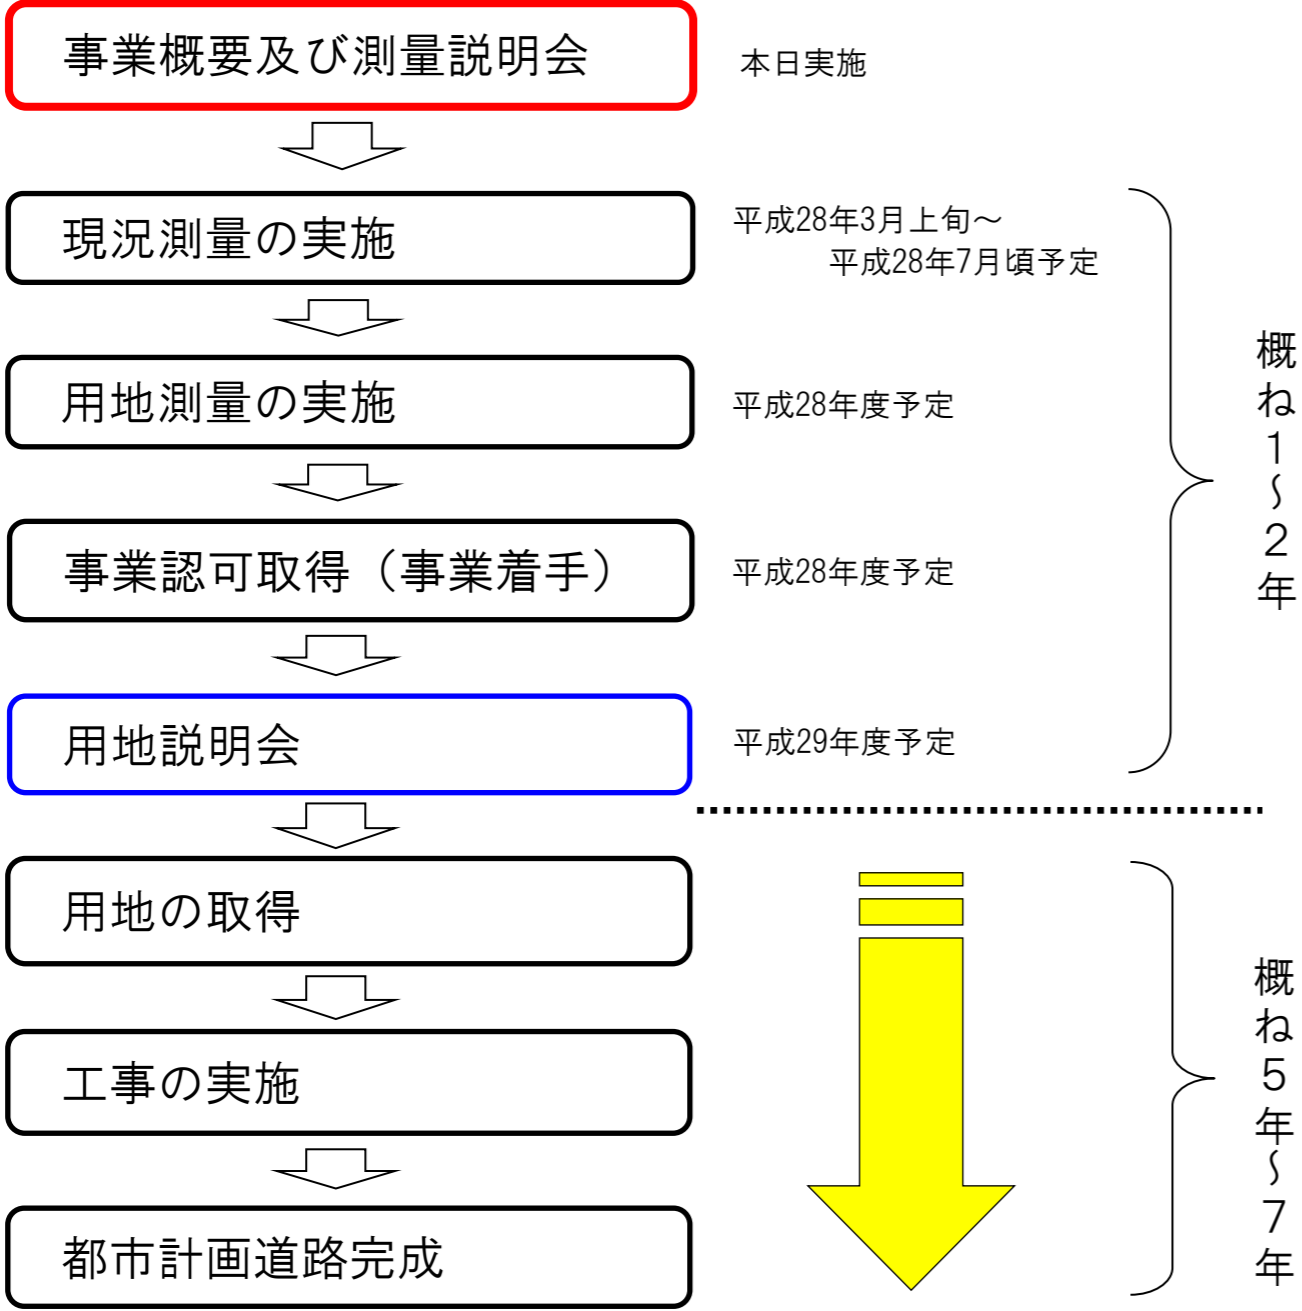 事業概要及び測量説明会
本日実施
現況測量の実施
平成28年3月上旬～
平成28年7月頃予定
用地測量の実施
平成28年度予定
事業認可取得（事業着手）
平成28年度予定
用地説明会
平成29年度予定
概ね１～２年
用地の取得
工事の実施
都市計画道路完成
概ね５年～７年